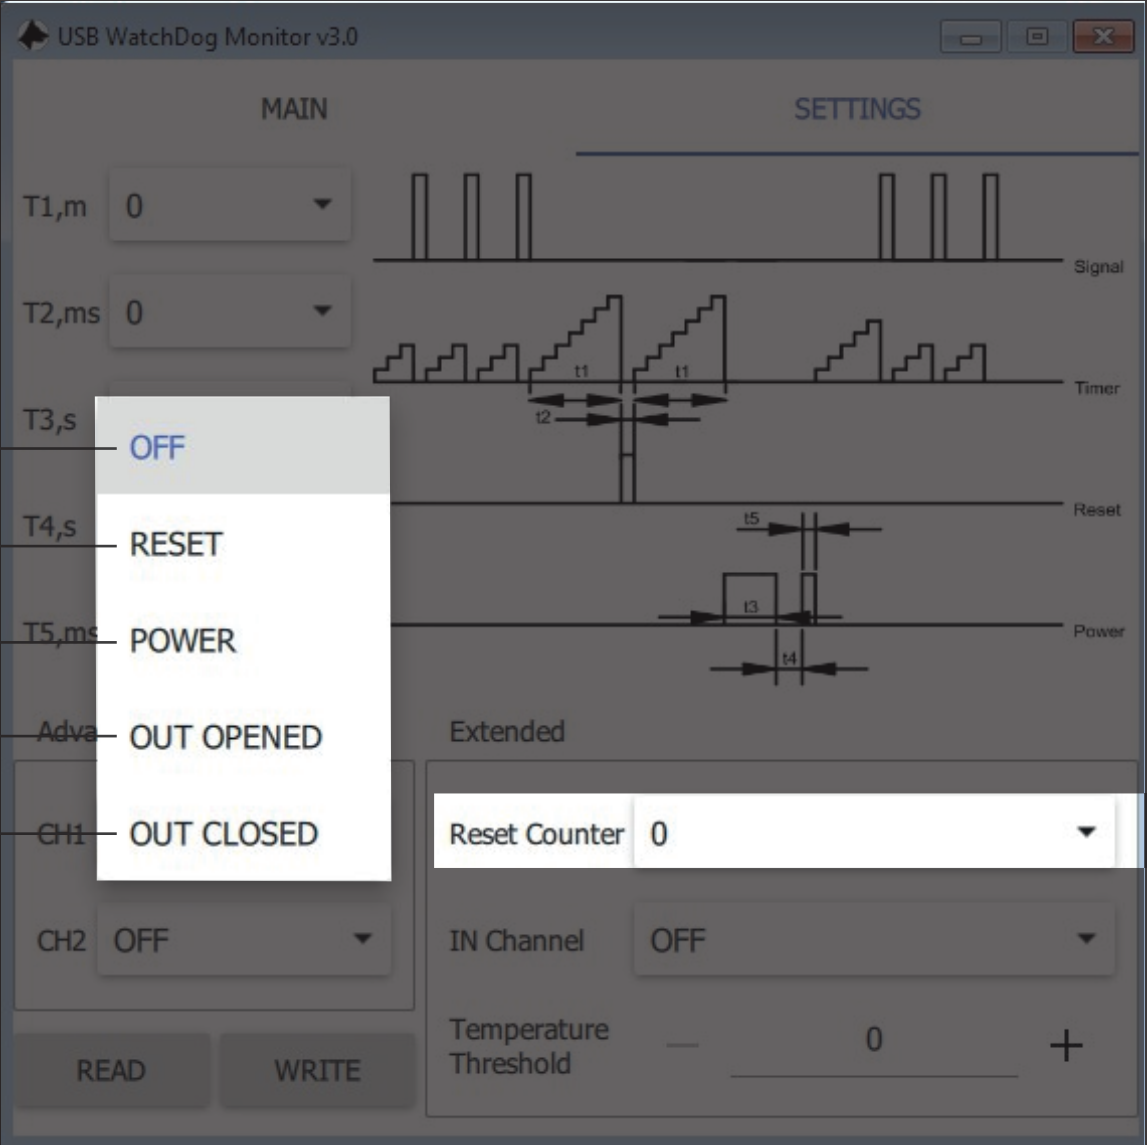 USB WatchDog Monitor v3.0
MAIN
SETTINGS
T1,m
0
Signal
T2,ms
0
t1
t1
Timer
t2
T3,s
OFF
Reset
T4,s
RESET
t5
t3
T5,ms
POWER
Power
t4
Adva
OUT OPENED
Extended
CH1
OUT CLOSED
Reset Counter
0
CH2
OFF
IN Channel
OFF
Temperature
Threshold
0
READ
WRITE